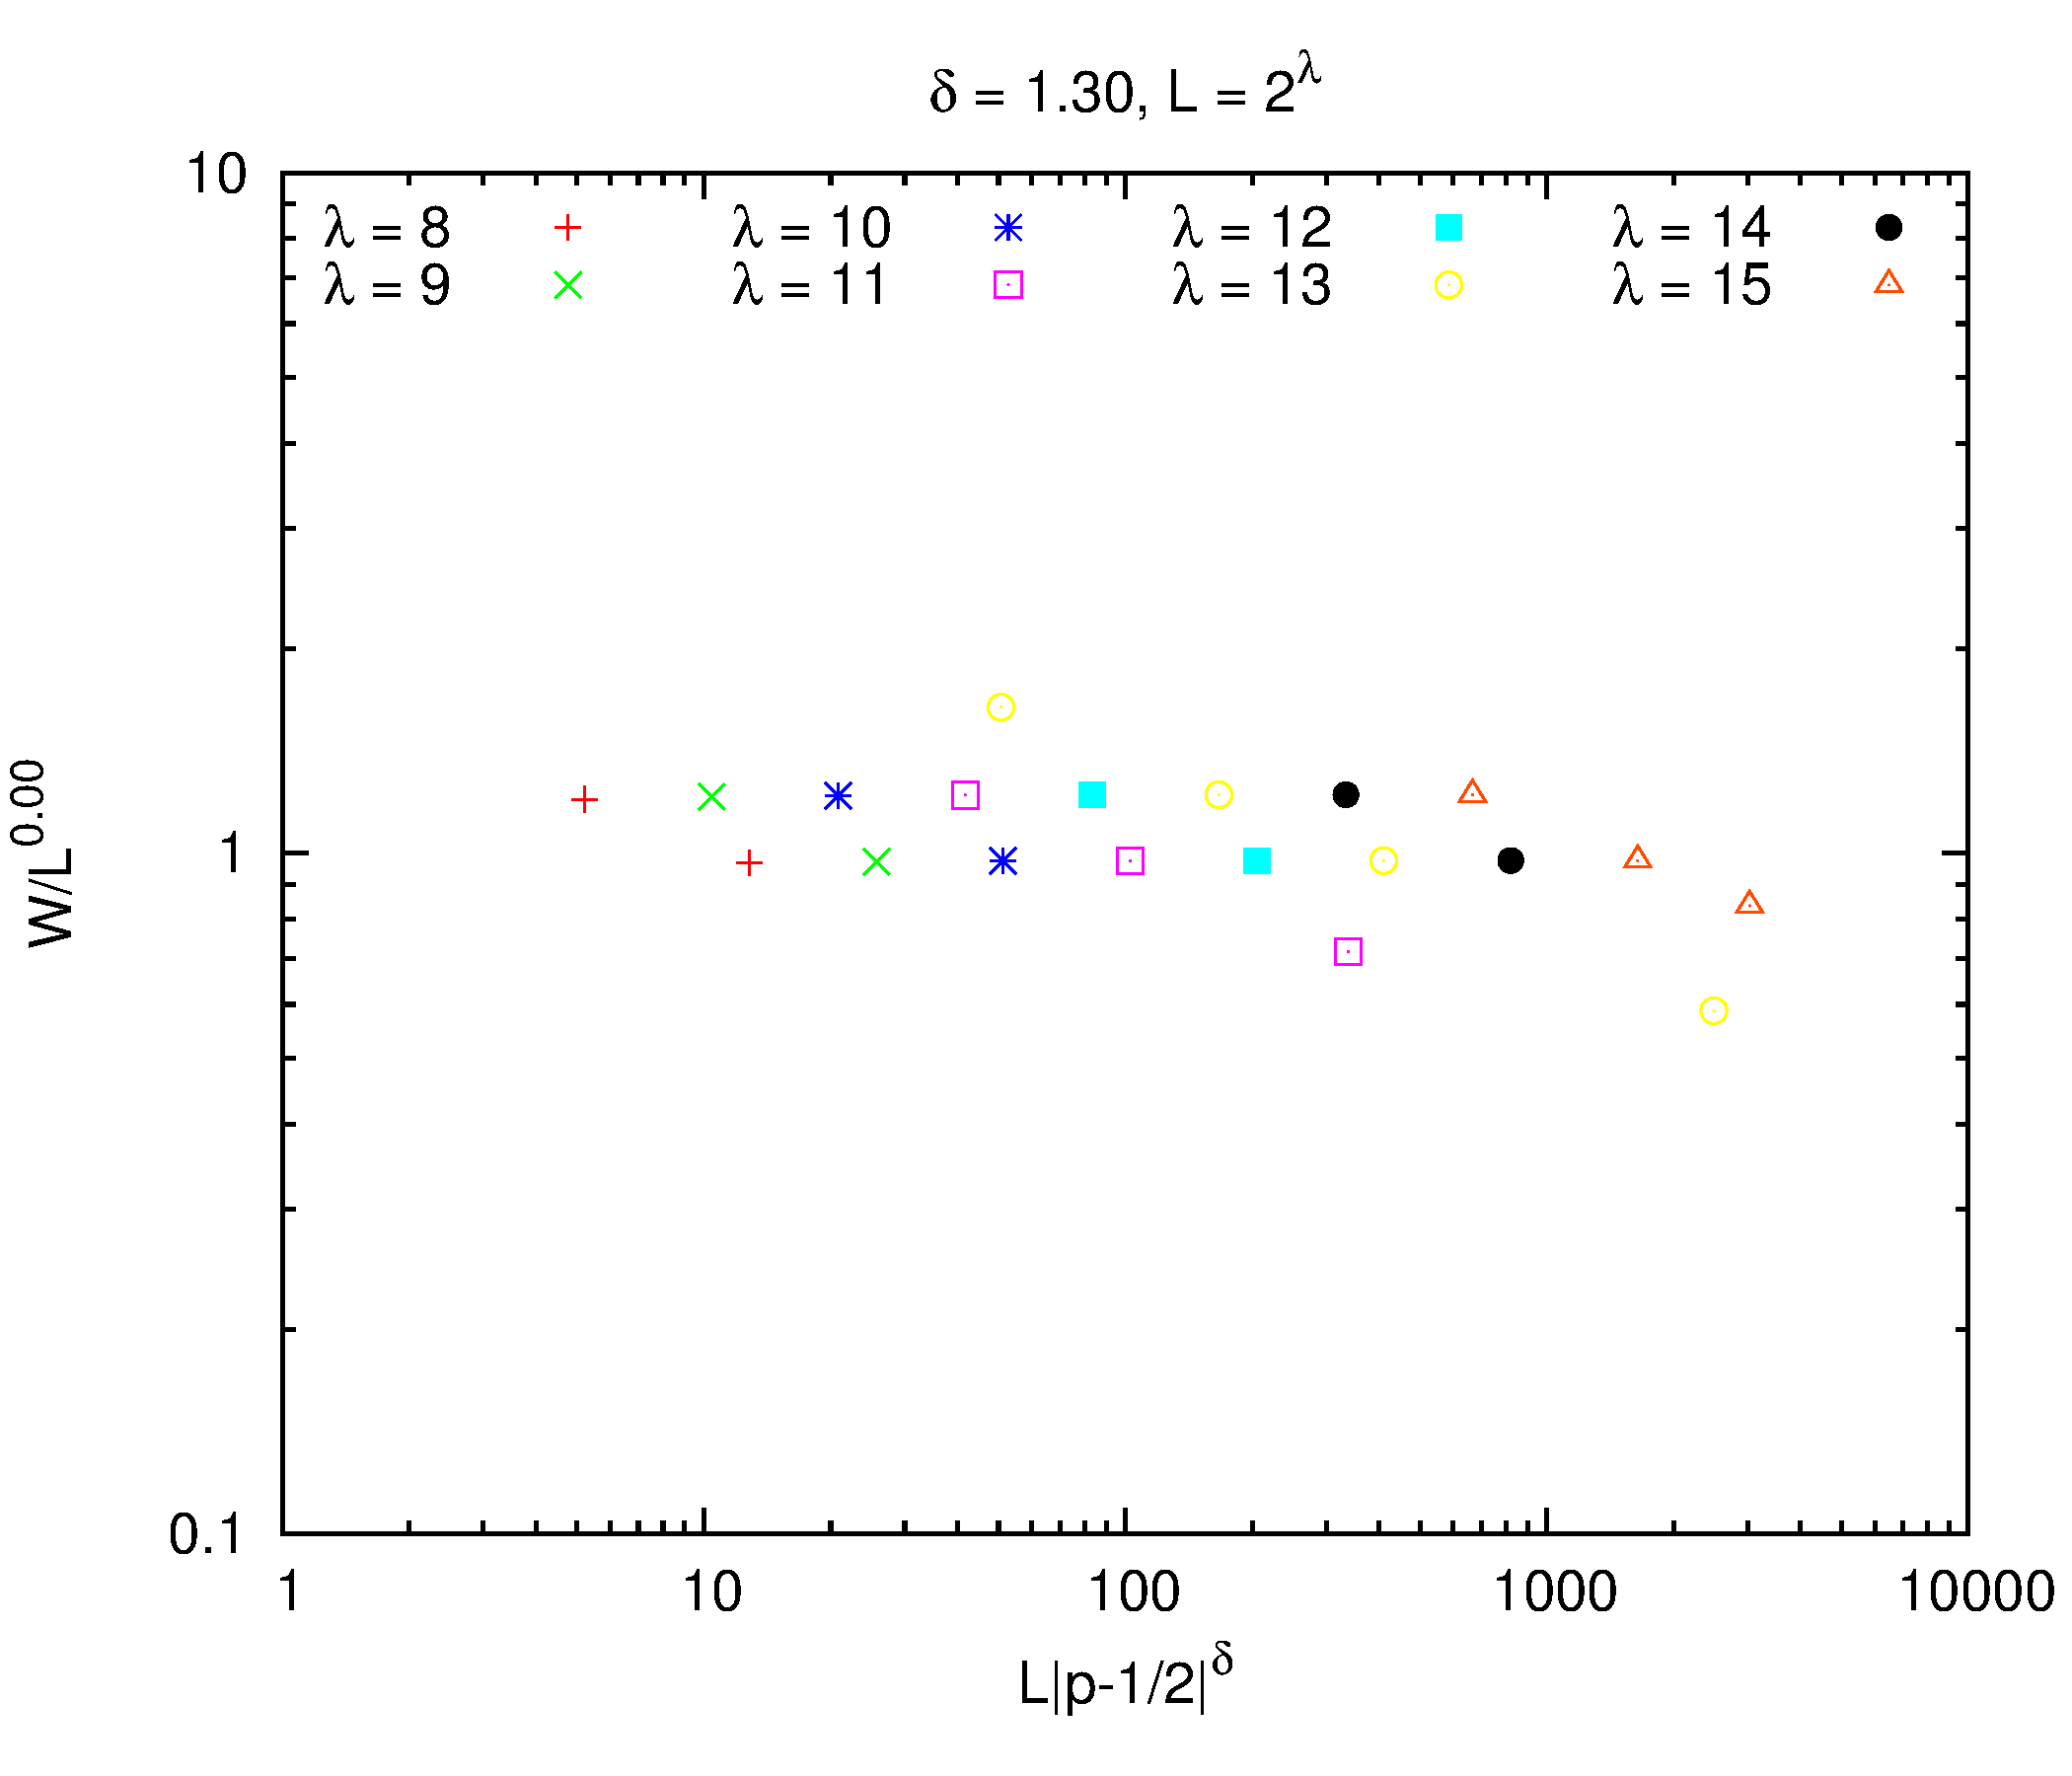 δ = 1.30, L = 2^λ
10
λ = 8 λ = 10 λ = 12 λ = 14
λ = 9 λ = 11 λ = 13 λ = 15
W/L^0.00
1
0.1
1 10 100 1000 10000
L|p-1/2|^δ